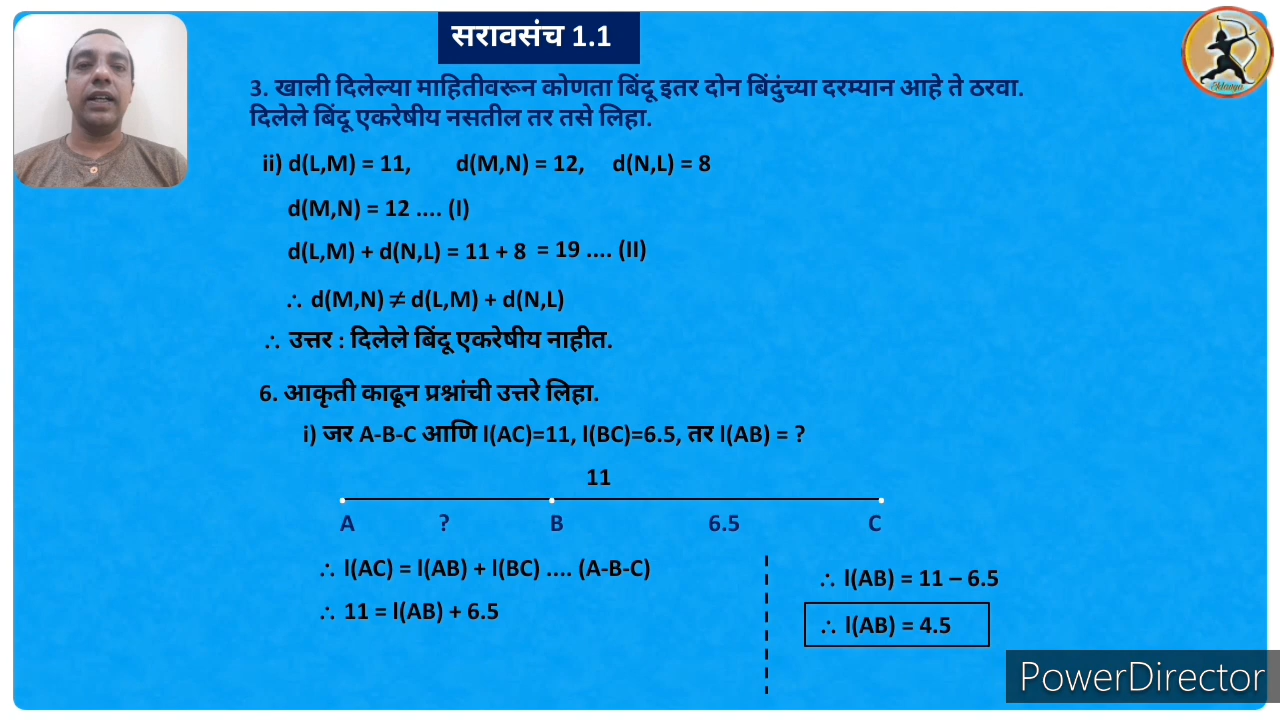 सरावसंच 1.1
3. खाली दिलेल्या माहितीवरून कोणता बिंदू इतर दोन बिंदुंच्या दरम्यान आहे ते ठरवा.
दिलेले बिंदू एकरेषीय नसतील तर तसे लिहा.
ii) d(L,M) = 11, d(M,N) = 12, d(N,L) = 8
d(M,N) = 12 .... (I)
d(L,M) + d(N,L) = 11 + 8 = 19 .... (II)
∴ d(M,N) ≠ d(L,M) + d(N,L)
∴ उत्तर : दिलेले बिंदू एकरेषीय नाहीत.
6. आकृती काढून प्रश्नांची उत्तरे लिहा.
i) जर A-B-C आणि l(AC)=11, l(BC)=6.5, तर l(AB) = ?
11
A ? B 6.5 C
∴ l(AC) = l(AB) + l(BC) .... (A-B-C)
∴ 11 = l(AB) + 6.5
∴ l(AB) = 11 – 6.5
∴ l(AB) = 4.5
Eklavya
PowerDirector